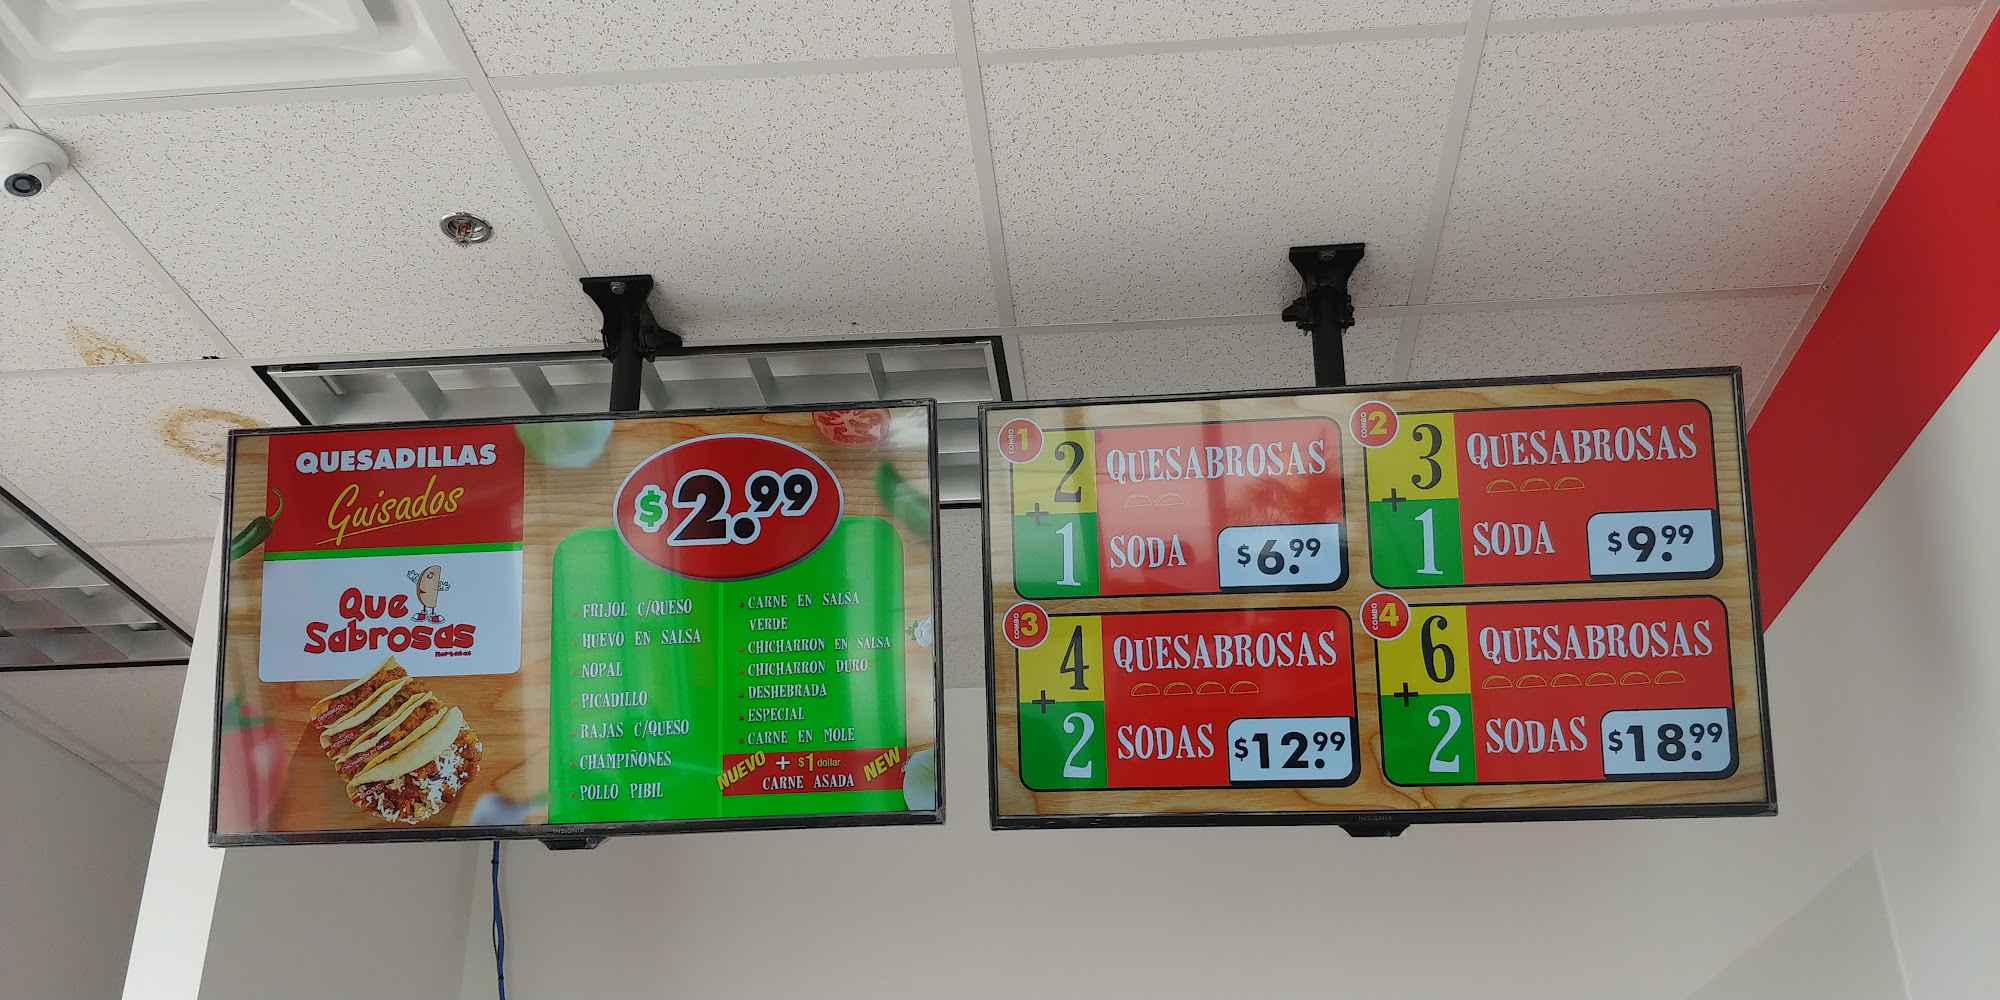 QUESADILLAS
Guisados
Que
Sabrosas
Norteñas
$2.99
FRIJOL C/QUESO
HUEVO EN SALSA
NOPAL
PICADILLO
RAJAS C/QUESO
CHAMPIÑONES
POLLO PIBIL
CARNE EN SALSA
VERDE
CHICHARRON EN SALSA
CHICHARRON DURO
DESHEBRADA
ESPECIAL
CARNE EN MOLE
NUEVO + $1 dollar NEW
CARNE ASADA
INSIGNIA
COMBO 1
2 QUESABROSAS
+
1 SODA $6.99
COMBO 2
3 QUESABROSAS
+
1 SODA $9.99
COMBO 3
4 QUESABROSAS
+
2 SODAS $12.99
COMBO 4
6 QUESABROSAS
+
2 SODAS $18.99
INSIGNIA